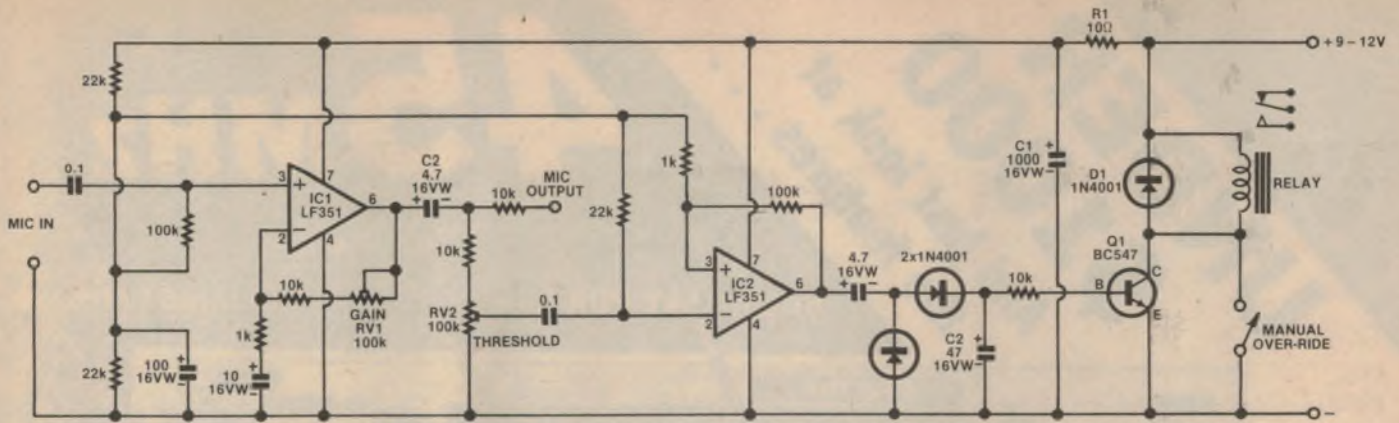 R1
10Ω
+9–12V
22k
0.1
MIC IN
100k
3
+
7
IC1
LF351
6
2
–
4
10k
GAIN
RV1
100k
1k
22k
100
16VW
+
–
10
16VW
+
–
C2
4.7
16VW
+
–
10k
MIC
OUTPUT
10k
RV2
100k
THRESHOLD
0.1
22k
1k
100k
3
+
7
IC2
LF351
6
2
–
4
4.7
16VW
+
–
2x1N4001
C2
47
16VW
+
–
10k
C1
1000
16VW
+
–
D1
1N4001
RELAY
Q1
BC547
B
C
E
MANUAL
OVER-RIDE
–